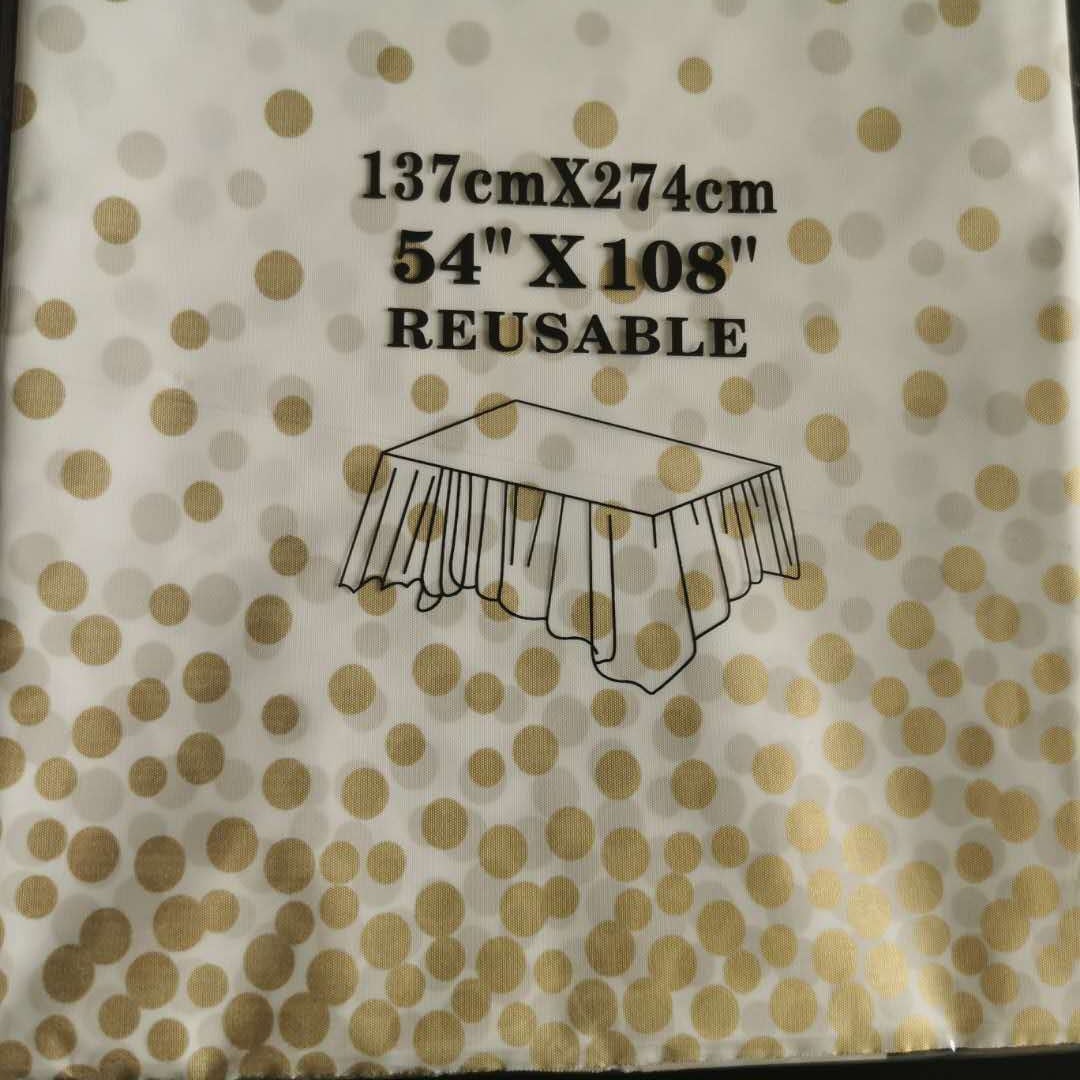 137cmX274cm
54" X 108"
REUSABLE